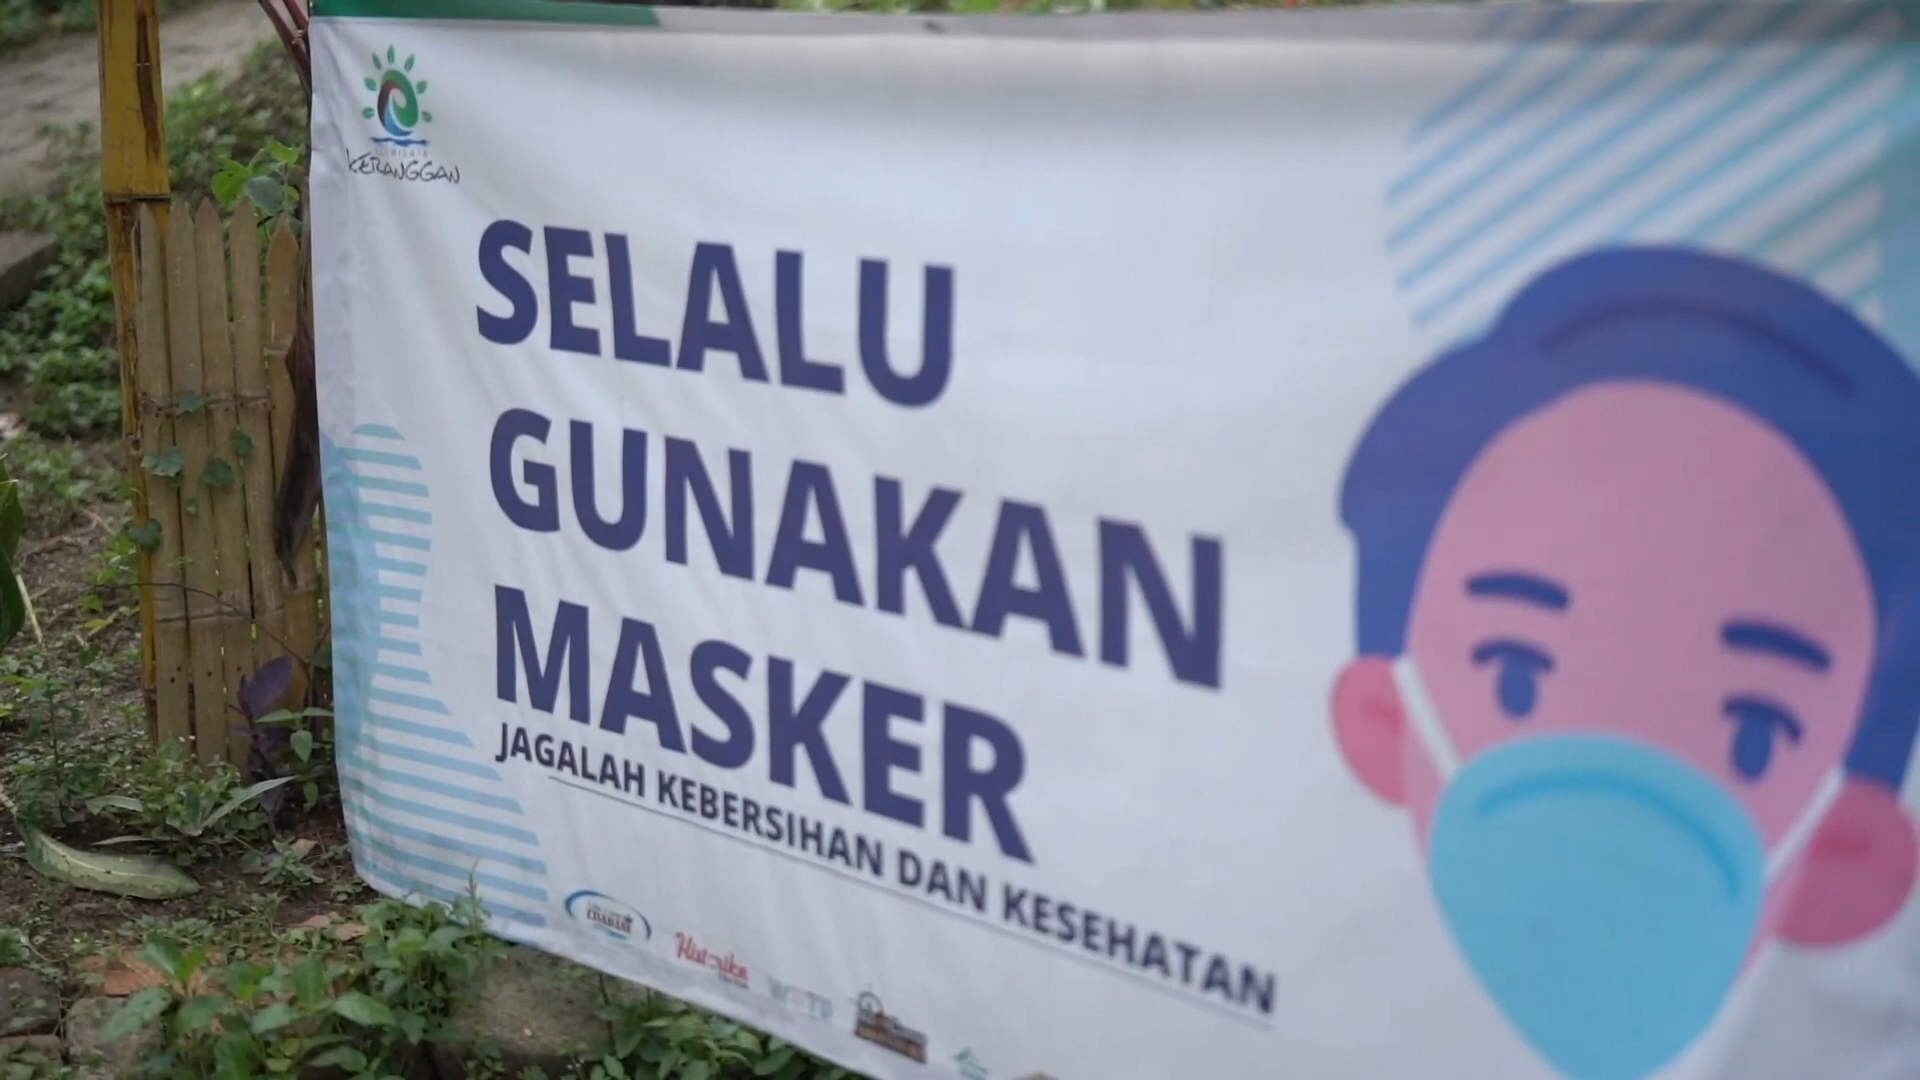 KERANGGAN
SELALU
GUNAKAN
MASKER
JAGALAH KEBERSIHAN DAN KESEHATAN